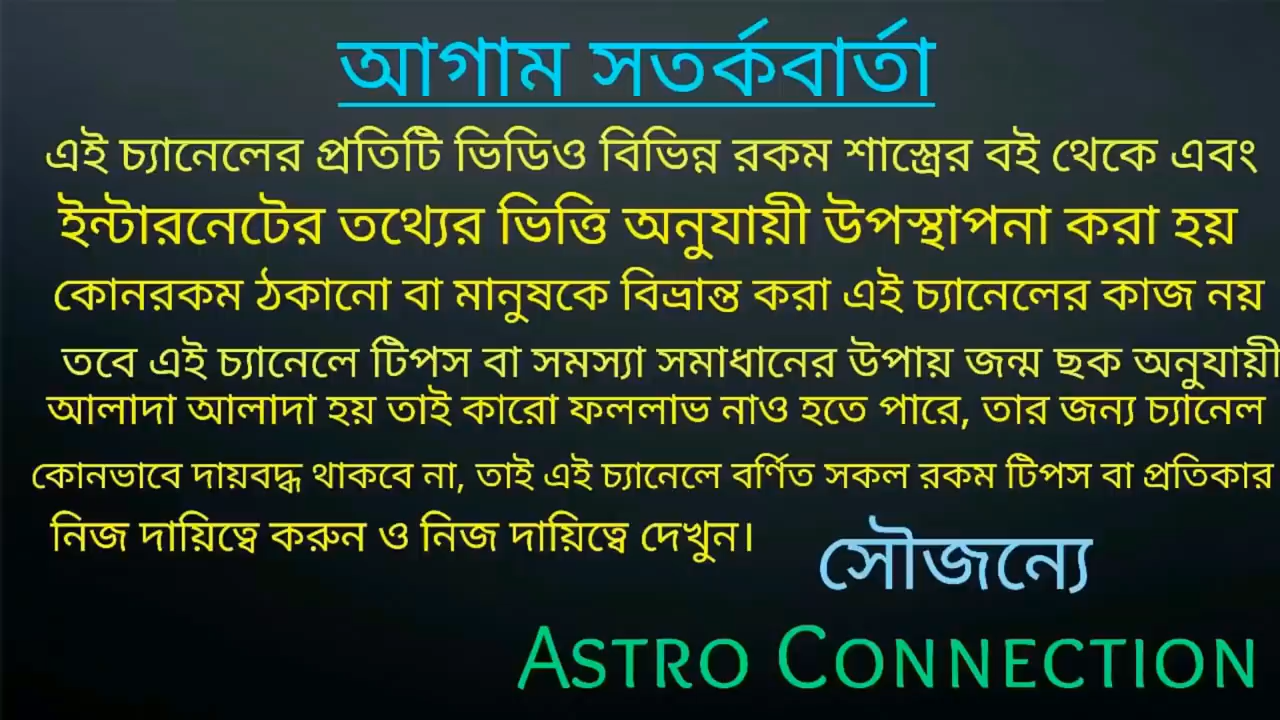 আগাম সতর্কবার্তা
এই চ্যানেলের প্রতিটি ভিডিও বিভিন্ন রকম শাস্ত্রের বই থেকে এবং
ইন্টারনেটের তথ্যের ভিত্তি অনুযায়ী উপস্থাপনা করা হয়
কোনরকম ঠকানো বা মানুষকে বিভ্রান্ত করা এই চ্যানেলের কাজ নয়
তবে এই চ্যানেলে টিপস বা সমস্যা সমাধানের উপায় জন্ম ছক অনুযায়ী
আলাদা আলাদা হয় তাই কারো ফললাভ নাও হতে পারে, তার জন্য চ্যানেল
কোনভাবে দায়বদ্ধ থাকবে না, তাই এই চ্যানেলে বর্ণিত সকল রকম টিপস বা প্রতিকার
নিজ দায়িত্বে করুন ও নিজ দায়িত্বে দেখুন।
সৌজন্যে
ASTRO CONNECTION